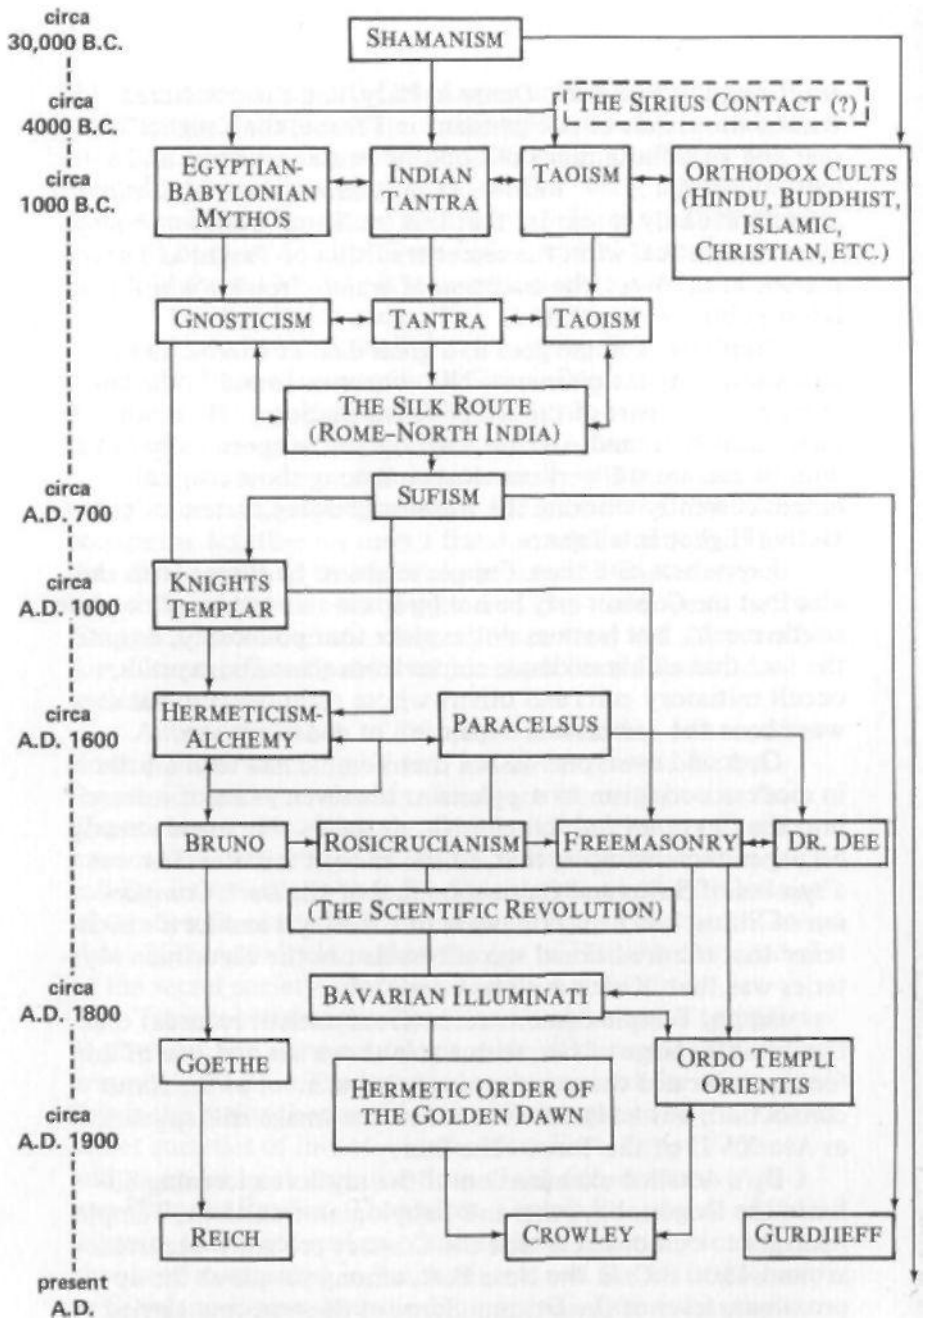 circa
30,000 B.C.
SHAMANISM
circa
4000 B.C.
THE SIRIUS CONTACT (?)
circa
1000 B.C.
EGYPTIAN-
BABYLONIAN
MYTHOS
INDIAN
TANTRA
TAOISM
ORTHODOX CULTS
(HINDU, BUDDHIST,
ISLAMIC,
CHRISTIAN, ETC.)
GNOSTICISM
TANTRA
TAOISM
THE SILK ROUTE
(ROME–NORTH INDIA)
circa
A.D. 700
SUFISM
circa
A.D. 1000
KNIGHTS
TEMPLAR
circa
A.D. 1600
HERMETICISM-
ALCHEMY
PARACELSUS
BRUNO
ROSICRUCIANISM
FREEMASONRY
DR. DEE
(THE SCIENTIFIC REVOLUTION)
circa
A.D. 1800
BAVARIAN ILLUMINATI
GOETHE
ORDO TEMPLI
ORIENTIS
HERMETIC ORDER OF
THE GOLDEN DAWN
circa
A.D. 1900
REICH
CROWLEY
GURDJIEFF
present
A.D.